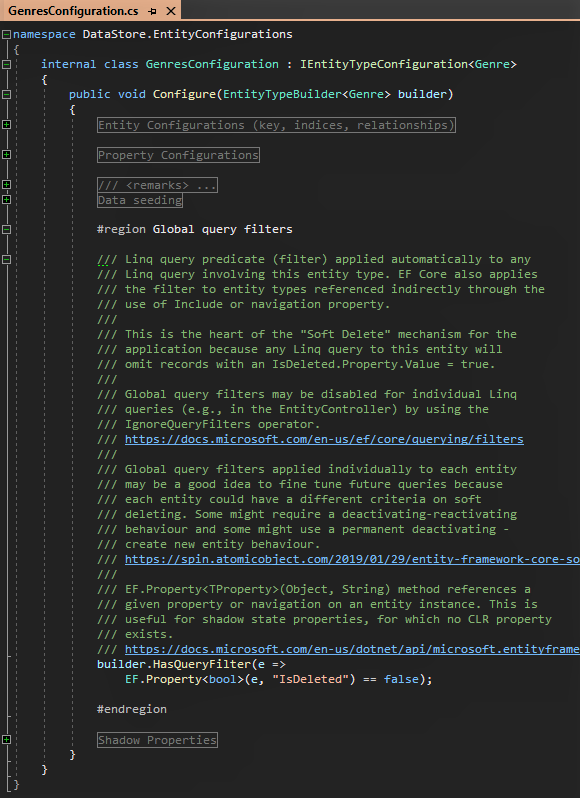 GenresConfiguration.cs
namespace DataStore.EntityConfigurations
{
internal class GenresConfiguration : IEntityTypeConfiguration<Genre>
{
public void Configure(EntityTypeBuilder<Genre> builder)
{
Entity Configurations (key, indices, relationships)
Property Configurations
/// <remarks> ...
Data seeding
#region Global query filters
/// Linq query predicate (filter) applied automatically to any
/// Linq query involving this entity type. EF Core also applies
/// the filter to entity types referenced indirectly through the
/// use of Include or navigation property.
///
/// This is the heart of the "Soft Delete" mechanism for the
/// application because any Linq query to this entity will
/// omit records with an IsDeleted.Property.Value = true.
///
/// Global query filters may be disabled for individual Linq
/// queries (e.g., in the EntityController) by using the
/// IgnoreQueryFilters operator.
/// https://docs.microsoft.com/en-us/ef/core/querying/filters
///
/// Global query filters applied individually to each entity
/// may be a good idea to fine tune future queries because
/// each entity could have a different criteria on soft
/// deleting. Some might require a deactivating-reactivating
/// behaviour and some might use a permanent deactivating -
/// create new entity behaviour.
/// https://spin.atomicobject.com/2019/01/29/entity-framework-core-so
///
/// EF.Property<TProperty>(Object, String) method references a
/// given property or navigation on an entity instance. This is
/// useful for shadow state properties, for which no CLR property
/// exists.
/// https://docs.microsoft.com/en-us/dotnet/api/microsoft.entityframe
builder.HasQueryFilter(e =>
EF.Property<bool>(e, "IsDeleted") == false);
#endregion
Shadow Properties
}
}
}